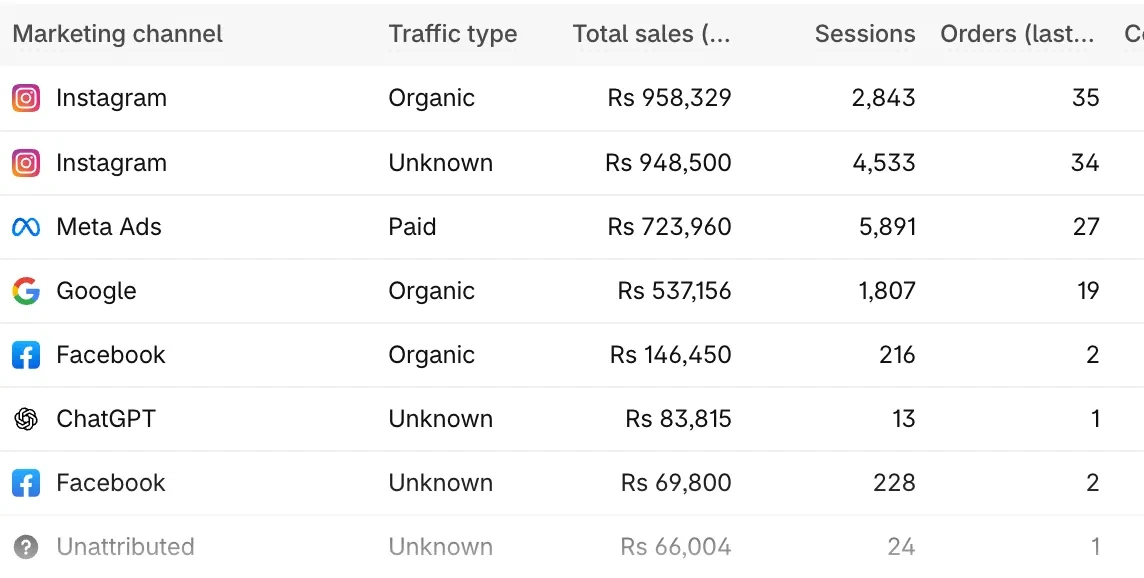 Marketing channel Traffic type Total sales (... Sessions Orders (last... Co
Instagram Organic Rs 958,329 2,843 35
Instagram Unknown Rs 948,500 4,533 34
Meta Ads Paid Rs 723,960 5,891 27
Google Organic Rs 537,156 1,807 19
Facebook Organic Rs 146,450 216 2
ChatGPT Unknown Rs 83,815 13 1
Facebook Unknown Rs 69,800 228 2
Unattributed Unknown Rs 66,004 24 1